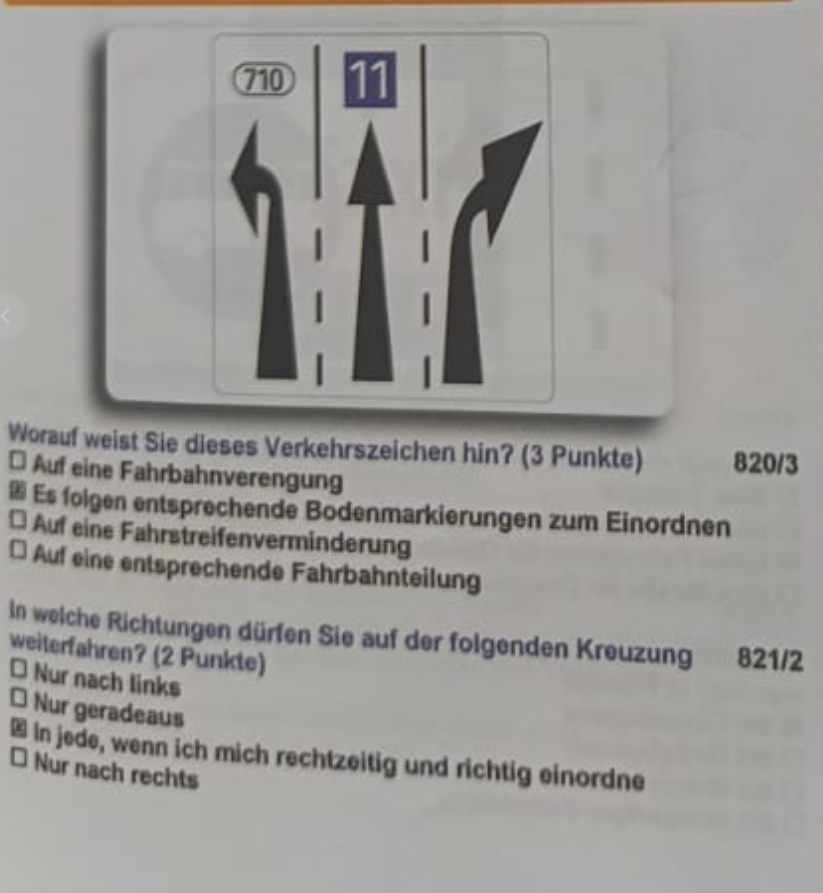 710
11
Worauf weist Sie dieses Verkehrszeichen hin? (3 Punkte) 820/3
Auf eine Fahrbahnverengung
Es folgen entsprechende Bodenmarkierungen zum Einordnen
Auf eine Fahrstreifenverminderung
Auf eine entsprechende Fahrbahnteilung
In welche Richtungen dürfen Sie auf der folgenden Kreuzung 821/2
weiterfahren? (2 Punkte)
Nur nach links
Nur geradeaus
In jede, wenn ich mich rechtzeitig und richtig einordne
Nur nach rechts